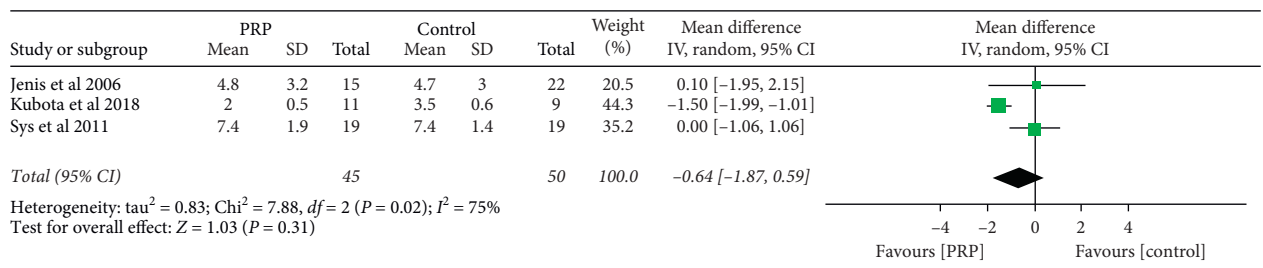 PRP Control Weight Mean difference Mean difference
Study or subgroup Mean SD Total Mean SD Total (%) IV, random, 95% CI IV, random, 95% CI
Jenis et al 2006 4.8 3.2 15 4.7 3 22 20.5 0.10 [–1.95, 2.15]
Kubota et al 2018 2 0.5 11 3.5 0.6 9 44.3 –1.50 [–1.99, –1.01]
Sys et al 2011 7.4 1.9 19 7.4 1.4 19 35.2 0.00 [–1.06, 1.06]
Total (95% CI) 45 50 100.0 –0.64 [–1.87, 0.59]
Heterogeneity: tau² = 0.83; Chi² = 7.88, df = 2 (P = 0.02); I² = 75%
Test for overall effect: Z = 1.03 (P = 0.31)
–4 –2 0 2 4
Favours [PRP] Favours [control]